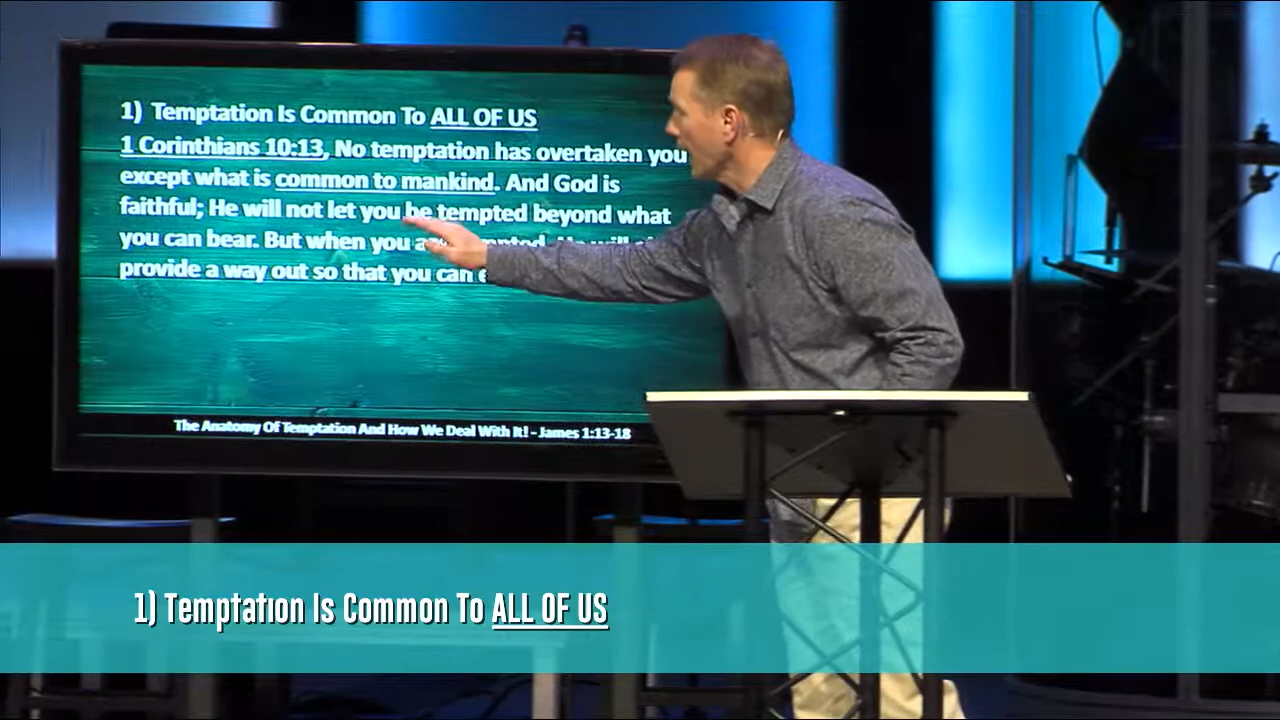 1) Temptation Is Common To ALL OF US
1 Corinthians 10:13, No temptation has overtaken you
except what is common to mankind. And God is
faithful; He will not let you be tempted beyond what
you can bear. But when you
provide a way out so that you can
The Anatomy Of Temptation And How We Deal With It! - James 1:13-18
1) Temptation Is Common To ALL OF US